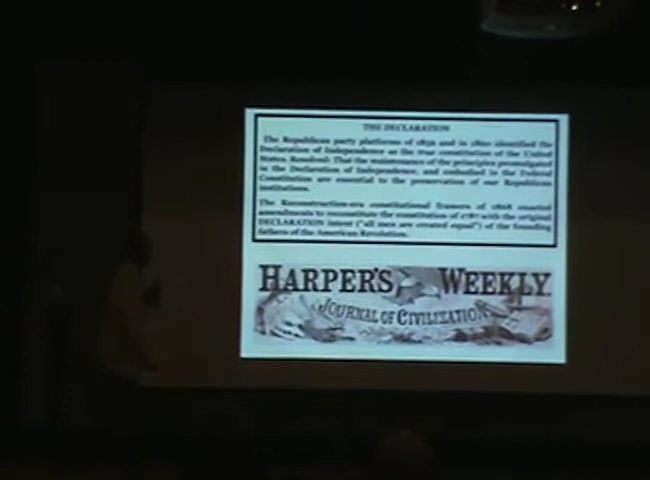 THE DECLARATION
The Republican party platforms of 1856 and in 1860 identified the
Declaration of Independence as the true constitution of the United
States. Resolved: That the maintenance of the principles promulgated
in the Declaration of Independence, and embodied in the Federal
Constitution are essential to the preservation of our Republican
institutions.
The Reconstruction-era constitutional framers of 1868 enacted
amendments to reconstitute the constitution of 1787 with the original
DECLARATION intent ("all men are created equal") of the founding
fathers of the American Revolution.
HARPER'S WEEKLY.
JOURNAL OF CIVILIZATION